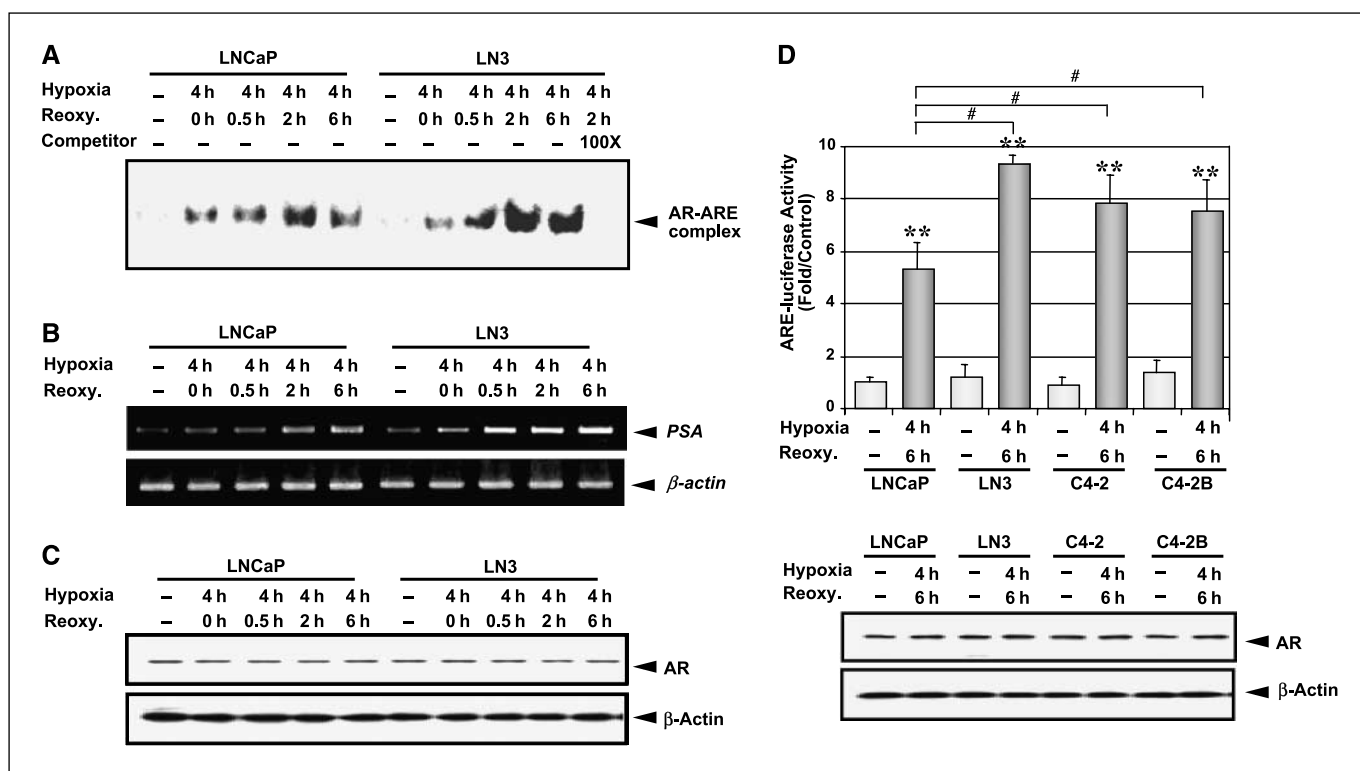 A
LNCaP LN3
Hypoxia – 4 h 4 h 4 h 4 h – 4 h 4 h 4 h 4 h 4 h
Reoxy. – 0 h 0.5 h 2 h 6 h – 0 h 0.5 h 2 h 6 h 2 h
Competitor – – – – – – – – – – 100X
AR-ARE
complex
B
LNCaP LN3
Hypoxia – 4 h 4 h 4 h 4 h – 4 h 4 h 4 h 4 h
Reoxy. – 0 h 0.5 h 2 h 6 h – 0 h 0.5 h 2 h 6 h
PSA
β-actin
C
LNCaP LN3
Hypoxia – 4 h 4 h 4 h 4 h – 4 h 4 h 4 h 4 h
Reoxy. – 0 h 0.5 h 2 h 6 h – 0 h 0.5 h 2 h 6 h
AR
β-Actin
D
#
#
#
ARE-luciferase Activity
(Fold/Control)
10
8
6
4
2
0
** ** ** **
Hypoxia – 4 h – 4 h – 4 h – 4 h
Reoxy. – 6 h – 6 h – 6 h – 6 h
LNCaP LN3 C4-2 C4-2B
LNCaP LN3 C4-2 C4-2B
Hypoxia – 4 h – 4 h – 4 h – 4 h
Reoxy. – 6 h – 6 h – 6 h – 6 h
AR
β-Actin